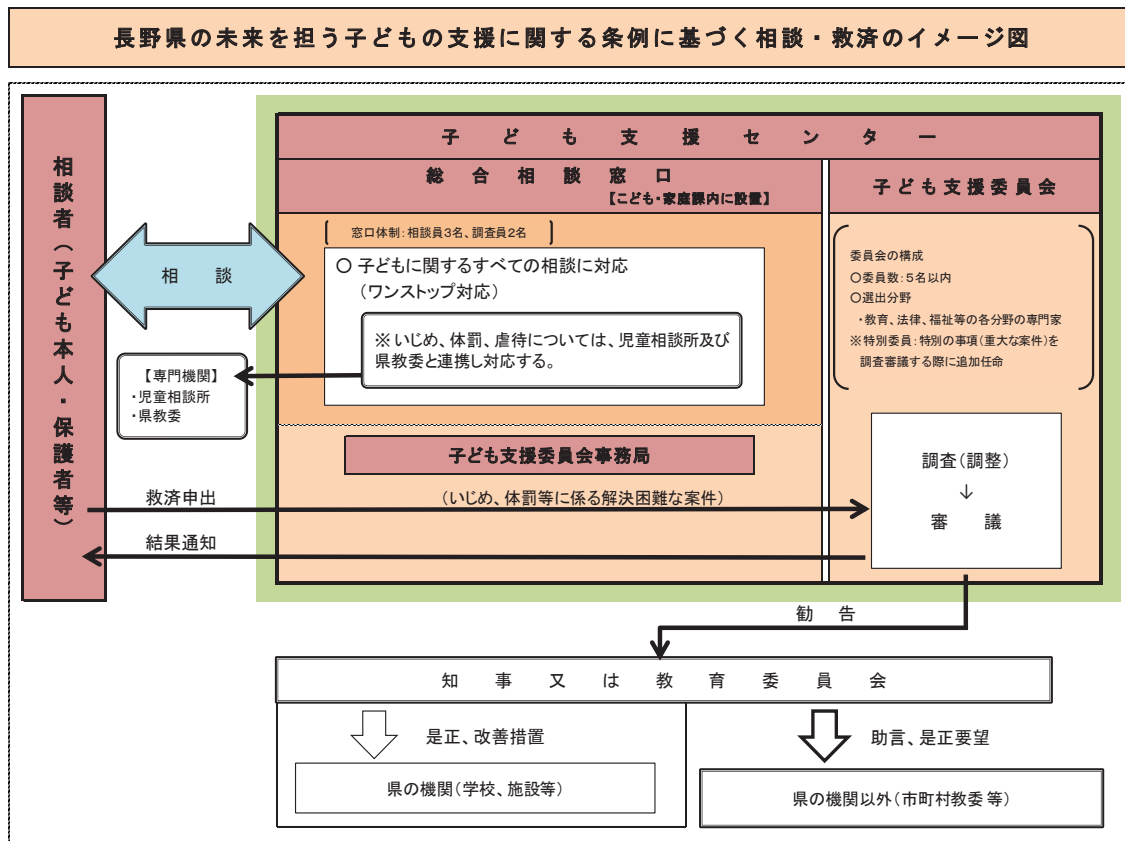 長野県の未来を担う子どもの支援に関する条例に基づく相談・救済のイメージ図
相談者(子ども本人・保護者等)
子ども支援センター
総合相談窓口
【こども・家庭課内に設置】
子ども支援委員会
窓口体制:相談員3名、調査員2名
相談
○ 子どもに関するすべての相談に対応
(ワンストップ対応)
※いじめ、体罰、虐待については、児童相談所及び
県教委と連携し対応する。
【専門機関】
・児童相談所
・県教委
委員会の構成
○委員数:5名以内
○選出分野
・教育、法律、福祉等の各分野の専門家
※特別委員:特別の事項(重大な案件)を
調査審議する際に追加任命
子ども支援委員会事務局
救済申出
(いじめ、体罰等に係る解決困難な案件)
結果通知
調査(調整)
↓
審議
勧告
知事又は教育委員会
是正、改善措置
助言、是正要望
県の機関(学校、施設等)
県の機関以外(市町村教委等)